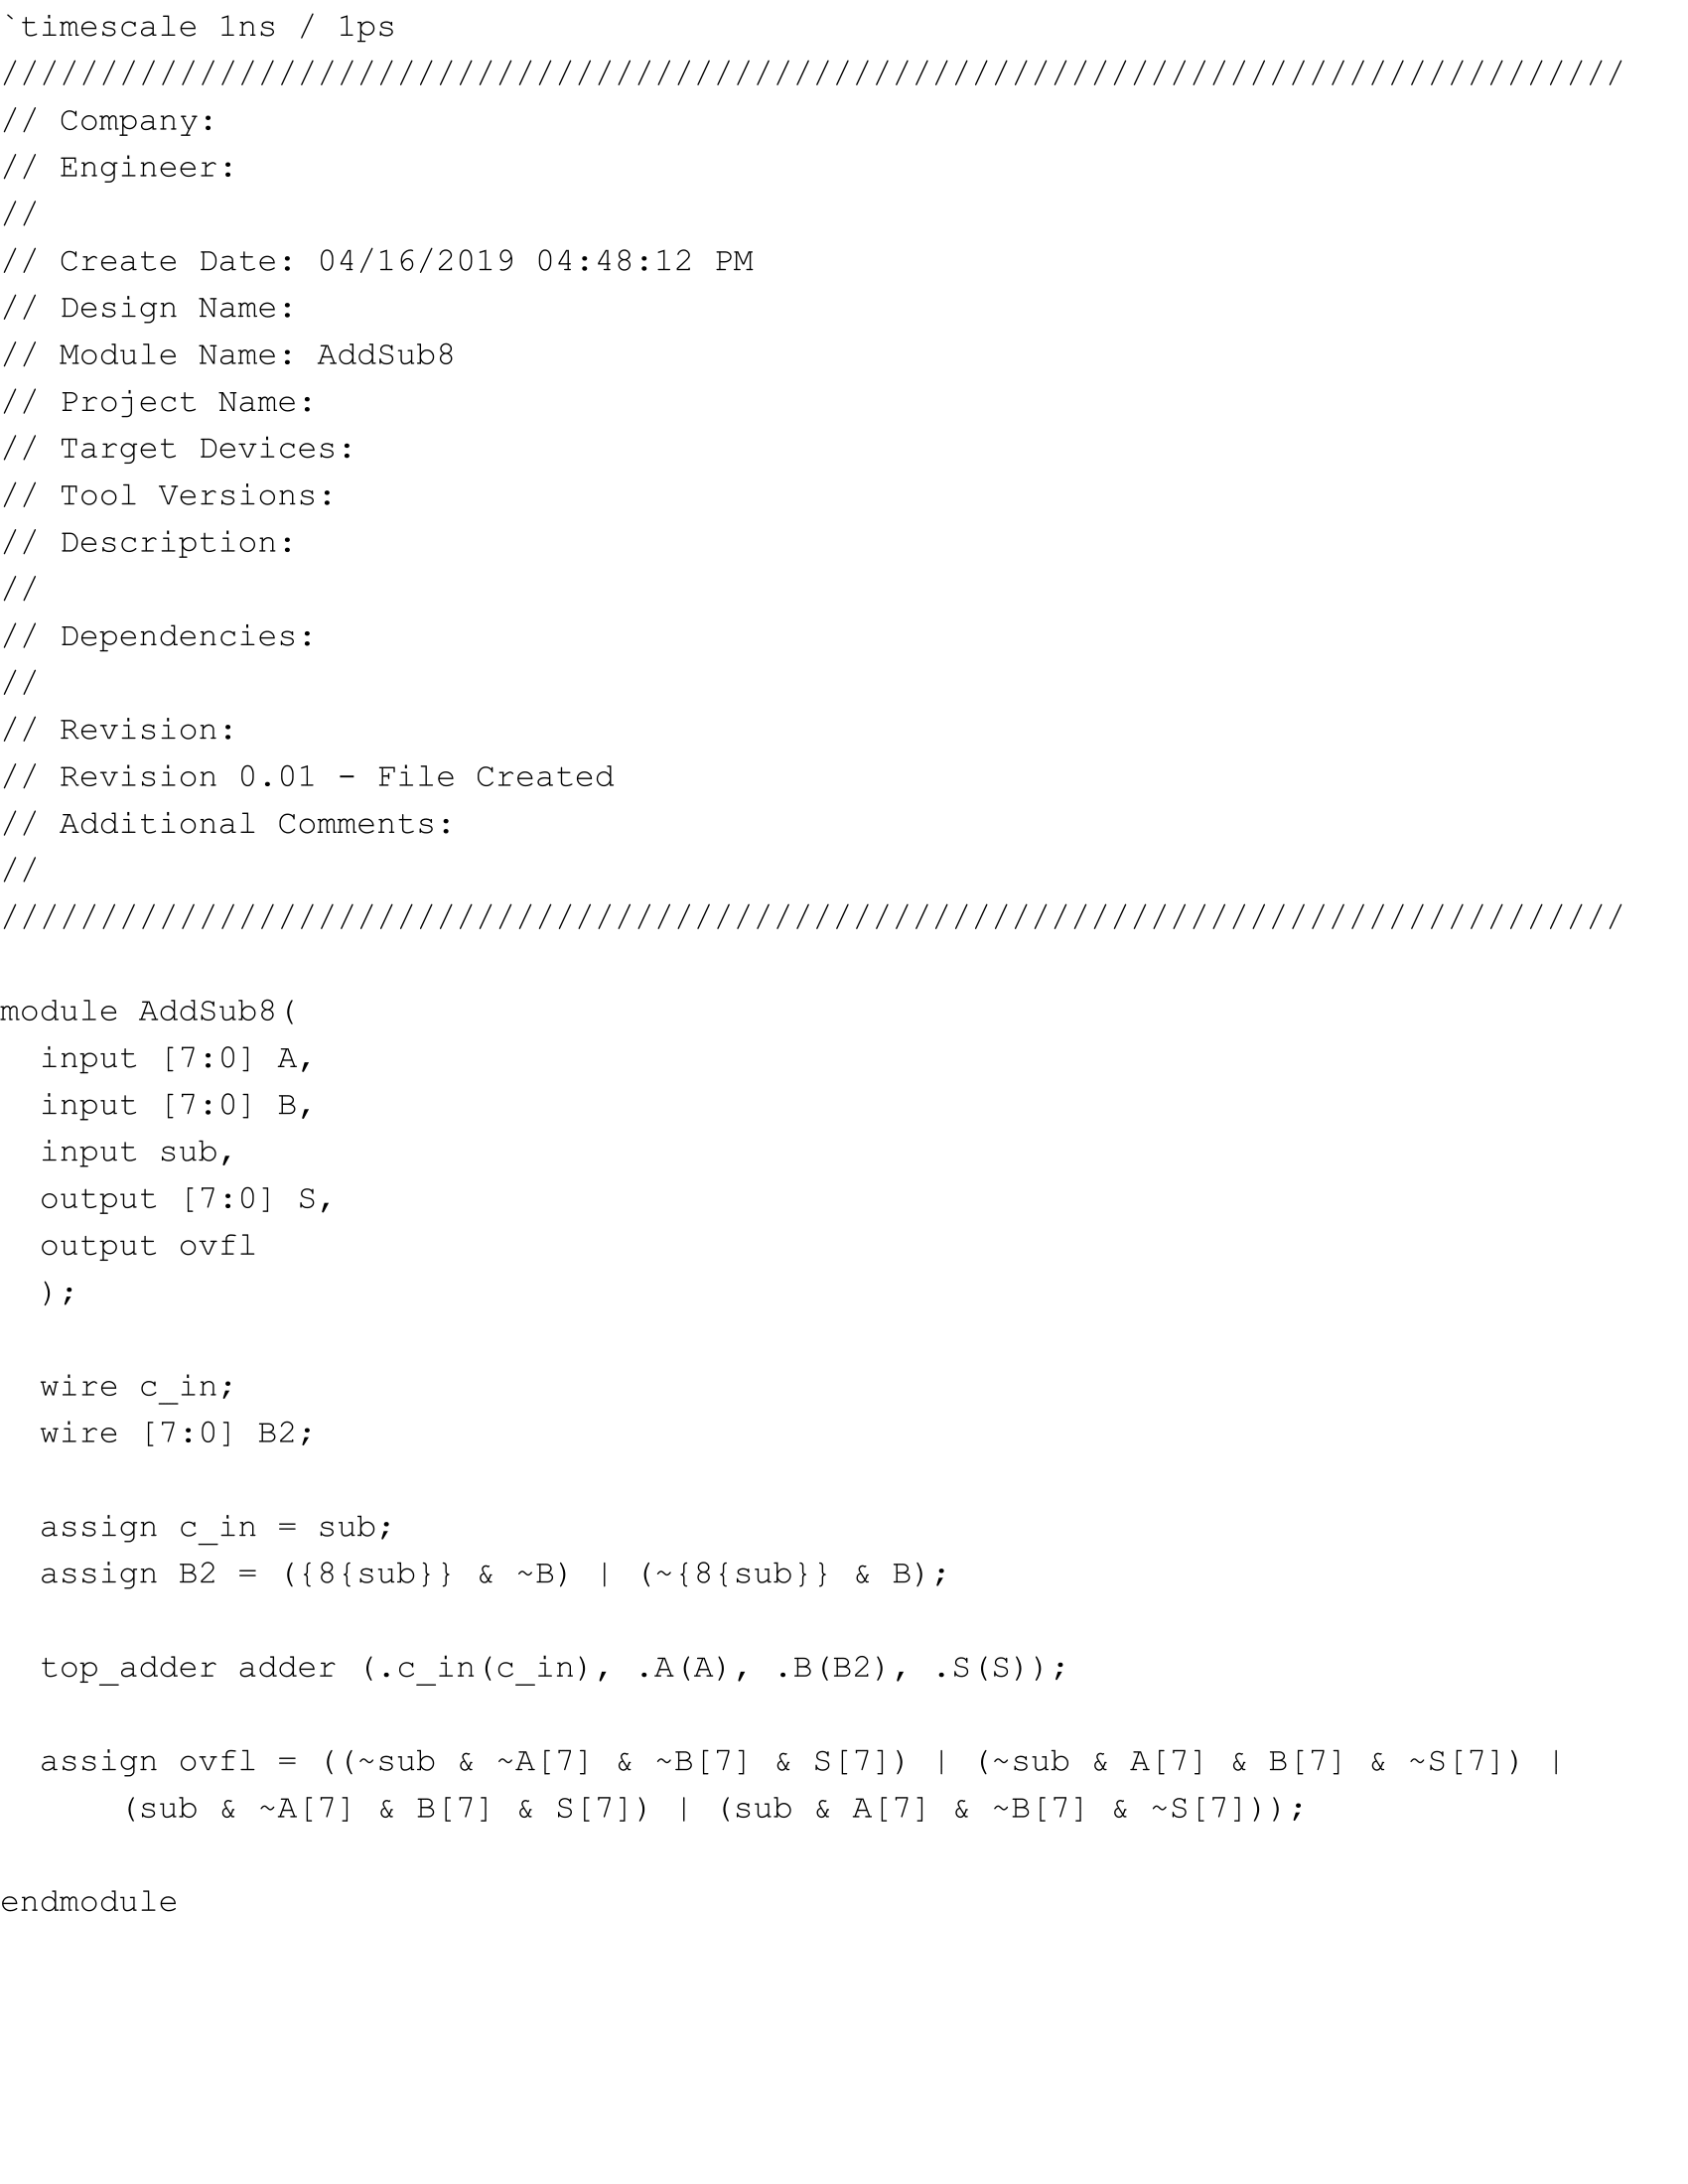 `timescale 1ns / 1ps
//////////////////////////////////////////////////////////////////////////////////
// Company:
// Engineer:
//
// Create Date: 04/16/2019 04:48:12 PM
// Design Name:
// Module Name: AddSub8
// Project Name:
// Target Devices:
// Tool Versions:
// Description:
//
// Dependencies:
//
// Revision:
// Revision 0.01 - File Created
// Additional Comments:
//
//////////////////////////////////////////////////////////////////////////////////

module AddSub8(
  input [7:0] A,
  input [7:0] B,
  input sub,
  output [7:0] S,
  output ovfl
  );

  wire c_in;
  wire [7:0] B2;

  assign c_in = sub;
  assign B2 = ({8{sub}} & ~B) | (~{8{sub}} & B);

  top_adder adder (.c_in(c_in), .A(A), .B(B2), .S(S));

  assign ovfl = ((~sub & ~A[7] & ~B[7] & S[7]) | (~sub & A[7] & B[7] & ~S[7]) |
      (sub & ~A[7] & B[7] & S[7]) | (sub & A[7] & ~B[7] & ~S[7]));

endmodule